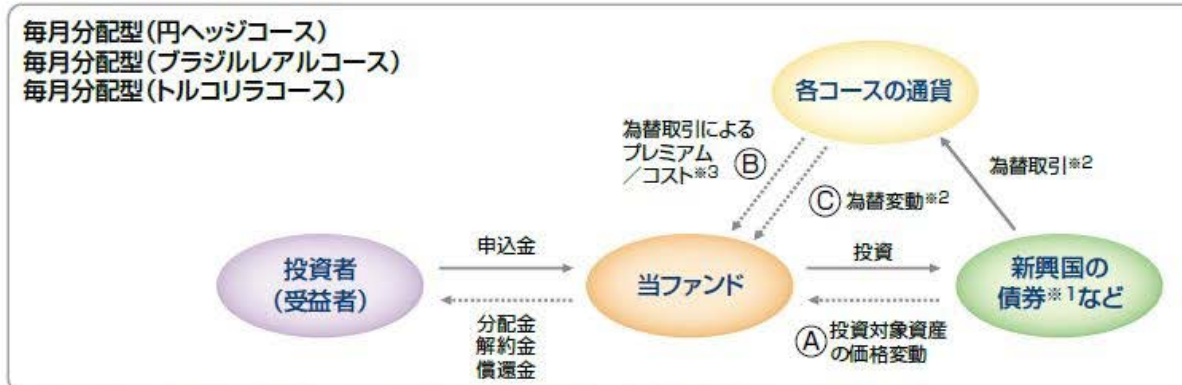 毎月分配型(円ヘッジコース)
毎月分配型(ブラジルレアルコース)
毎月分配型(トルコリラコース)
各コースの通貨
為替取引による
プレミアム
／コスト※3
Ⓑ
為替取引※2
Ⓒ 為替変動※2
投資者
(受益者)
申込金
当ファンド
投資
新興国の
債券※1など
分配金
解約金
償還金
Ⓐ 投資対象資産
の価格変動